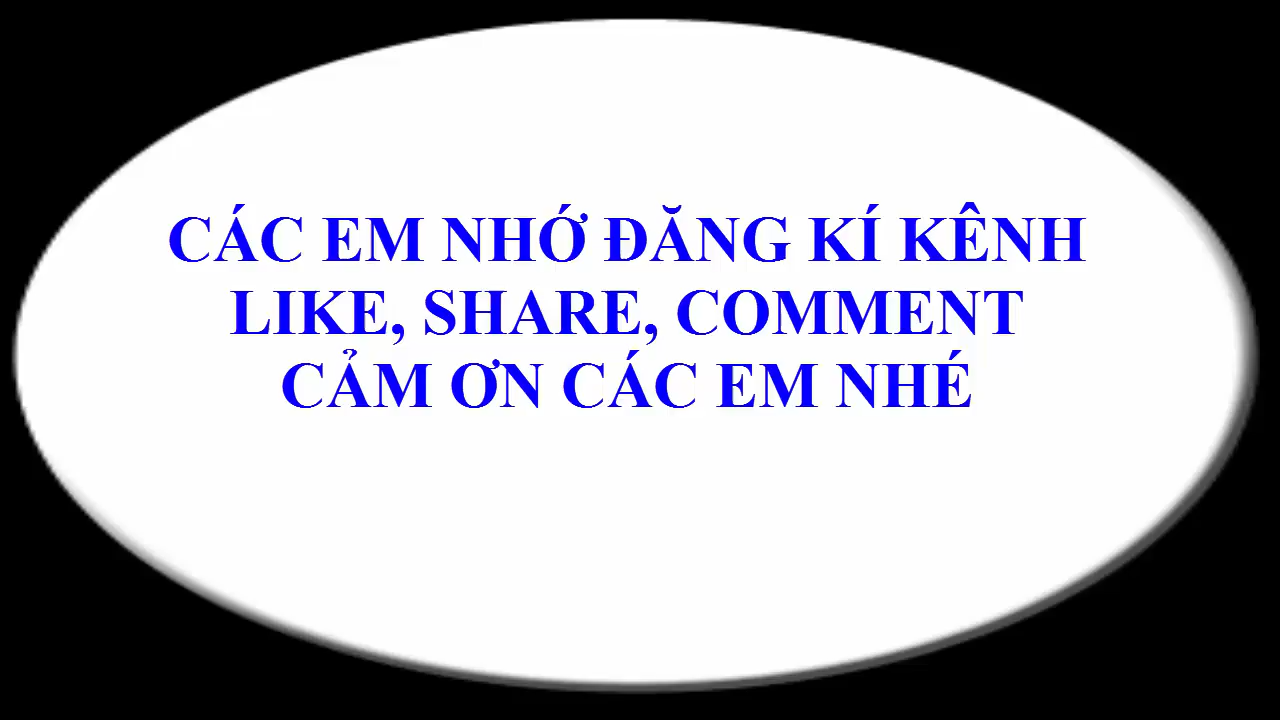 CÁC EM NHỚ ĐĂNG KÍ KÊNH
LIKE, SHARE, COMMENT
CẢM ƠN CÁC EM NHÉ